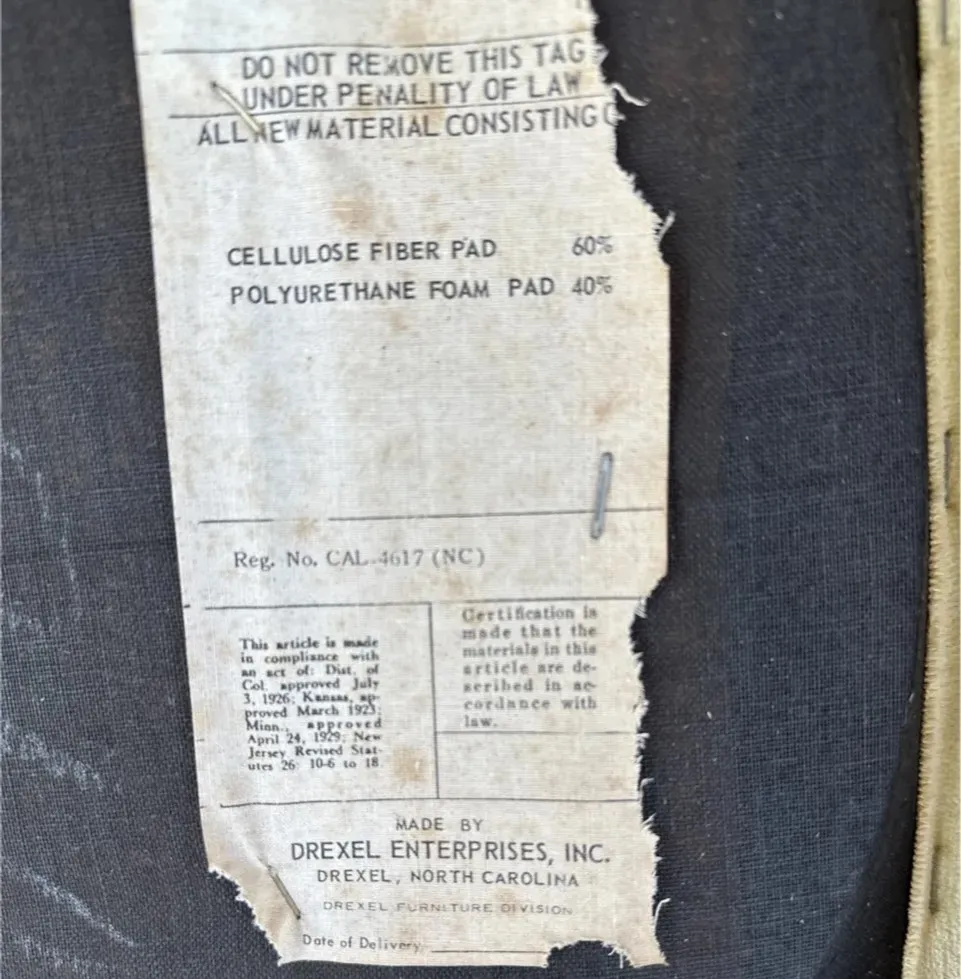 DO NOT REMOVE THIS TAG
UNDER PENALITY OF LAW
ALL NEW MATERIAL CONSISTING
CELLULOSE FIBER PAD 60%
POLYURETHANE FOAM PAD 40%
Reg. No. CAL 4617 (NC)
This article is made
in compliance with
an act of: Dist. of
Col. approved July
3, 1926; Kansas, ap-
proved March 1923;
Minn., approved
April 24, 1929; New
Jersey Revised Stat-
utes 26: 10-6 to 18
Certification is
made that the
materials in this
article are de-
scribed in ac-
cordance with
law.
MADE BY
DREXEL ENTERPRISES, INC.
DREXEL, NORTH CAROLINA
DREXEL FURNITURE DIVISION
Date of Delivery